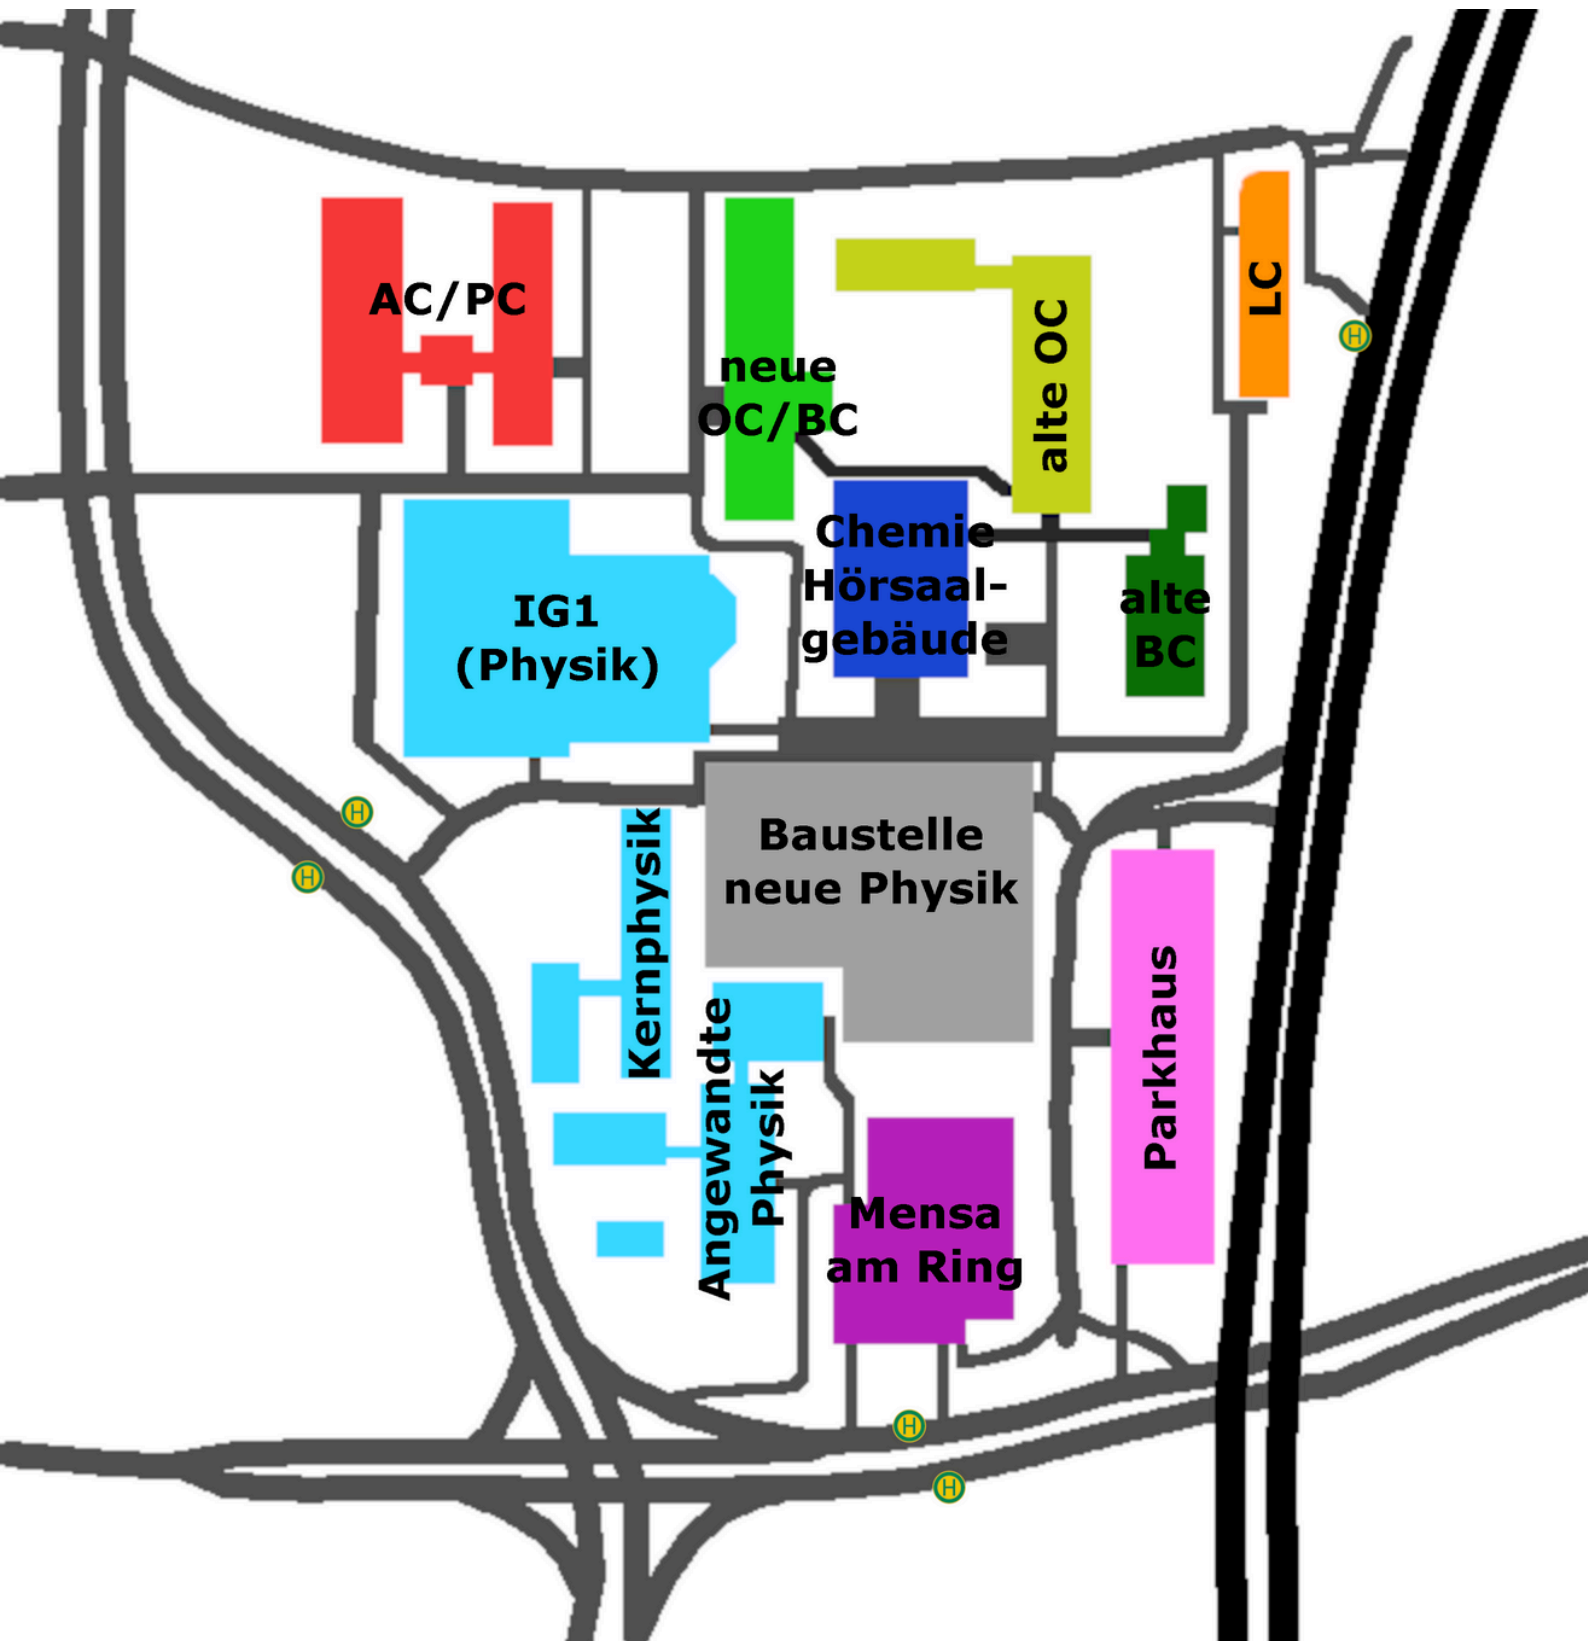 AC/PC
LC
H
neue
OC/BC
alte OC
Chemie
Hörsaal-
gebäude
alte
BC
IG1
(Physik)
H
H
Baustelle
neue Physik
Kernphysik
Angewandte
Physik
Parkhaus
Mensa
am Ring
H
H